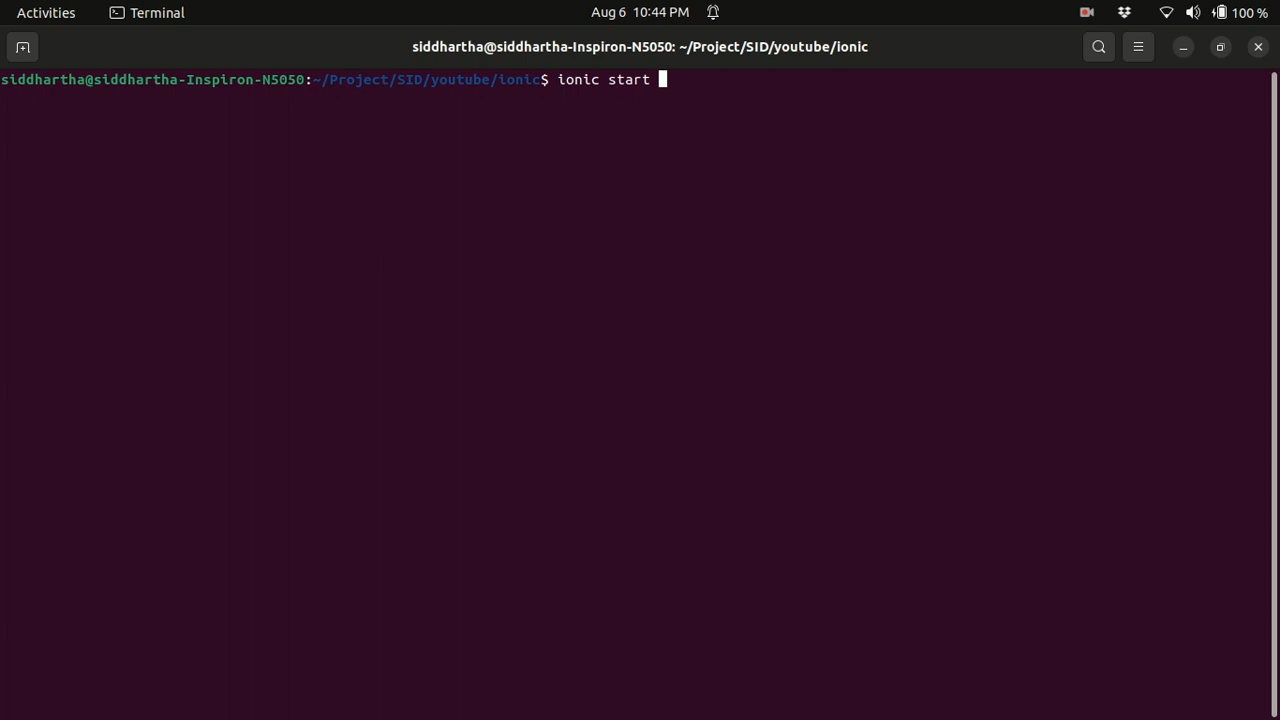 Activities Terminal Aug 6 10:44 PM 100 %
siddhartha@siddhartha-Inspiron-N5050: ~/Project/SID/youtube/ionic
siddhartha@siddhartha-Inspiron-N5050:~/Project/SID/youtube/ionic$ ionic start